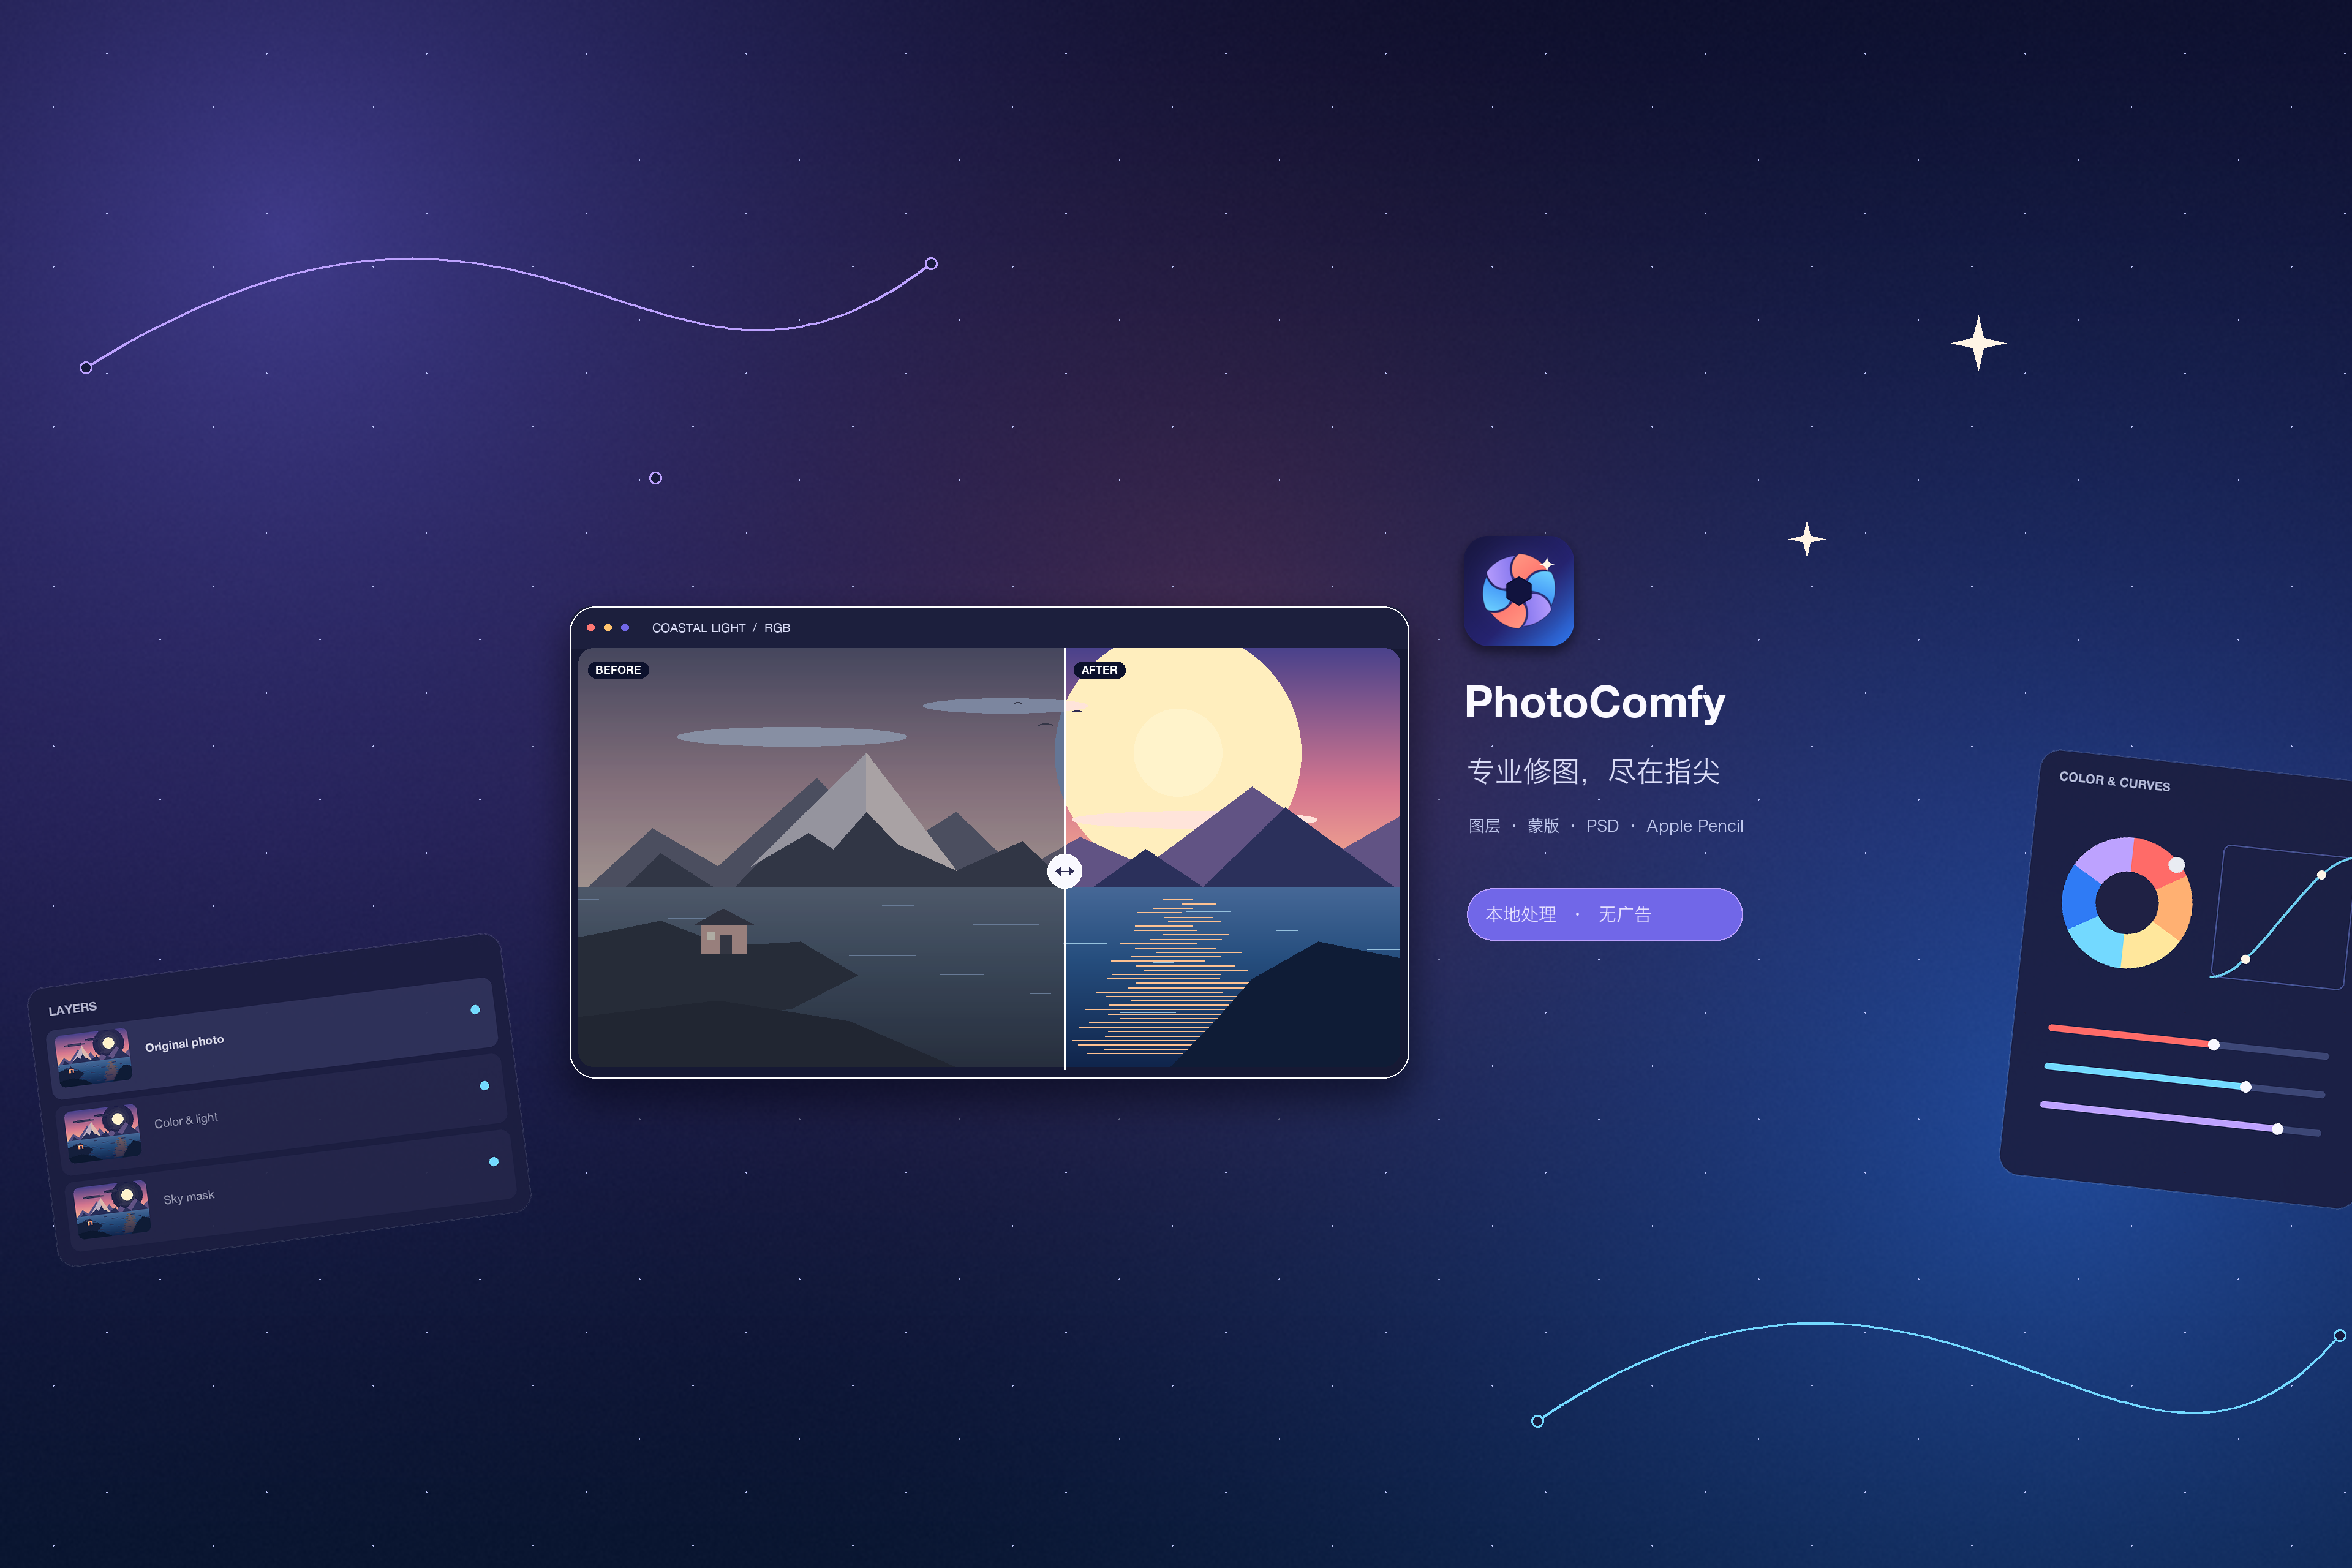 COASTAL LIGHT / RGB
BEFORE
AFTER
PhotoComfy
专业修图，尽在指尖
图层 · 蒙版 · PSD · Apple Pencil
本地处理 · 无广告
LAYERS
Original photo
Color & light
Sky mask
COLOR & CURVES